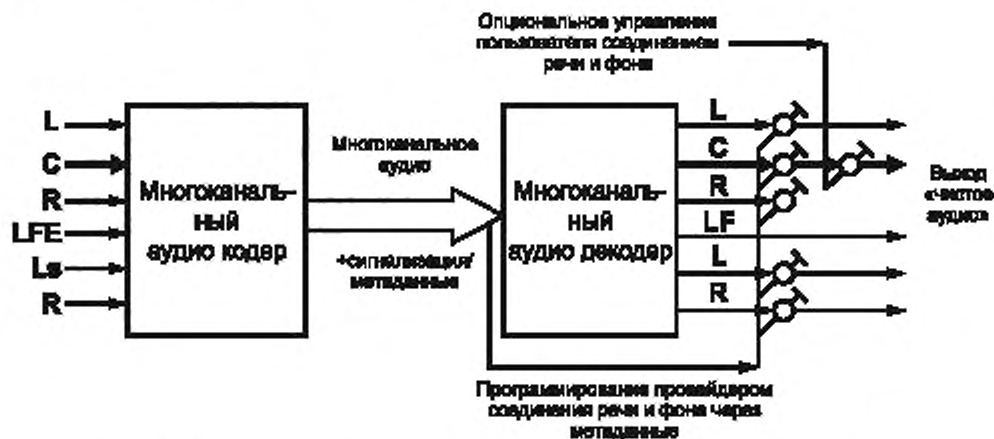 Опциональное управление
пользователя соединением
речи и фона
L
C
R
LFE
Ls
R
Многоканаль-
ный
аудио кодер
Многоканальное
аудио
+сигнализация/
метаданные
Многоканаль-
ный
аудио декодер
L
C
R
LF
L
R
Выход
«чистое
аудио»
Программирование провайдером
соединения речи и фона через
метаданные